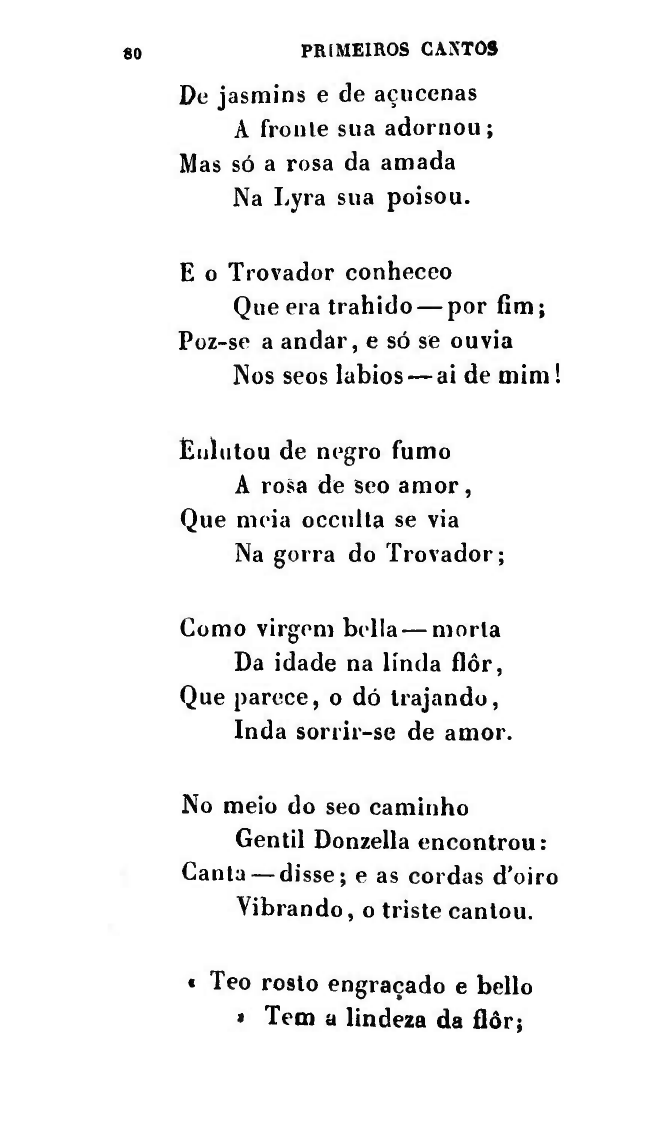 80 PRIMEIROS CANTOS
De jasmins e de açucenas
A fronte sua adornou;
Mas só a rosa da amada
Na Lyra sua poisou.
E o Trovador conheceo
Que era trahido—por fim;
Poz-se a andar, e só se ouvia
Nos seos labios—ai de mim!
Enlutou de negro fumo
A rosa de seo amor,
Que meia occulta se via
Na gorra do Trovador;
Como virgem bella—morta
Da idade na linda flôr,
Que parece, o dó trajando,
Inda sorrir-se de amor.
No meio do seo caminho
Gentil Donzella encontrou:
Canta—disse; e as cordas d'oiro
Vibrando, o triste cantou.
« Teo rosto engraçado e bello
» Tem a lindeza da flôr;